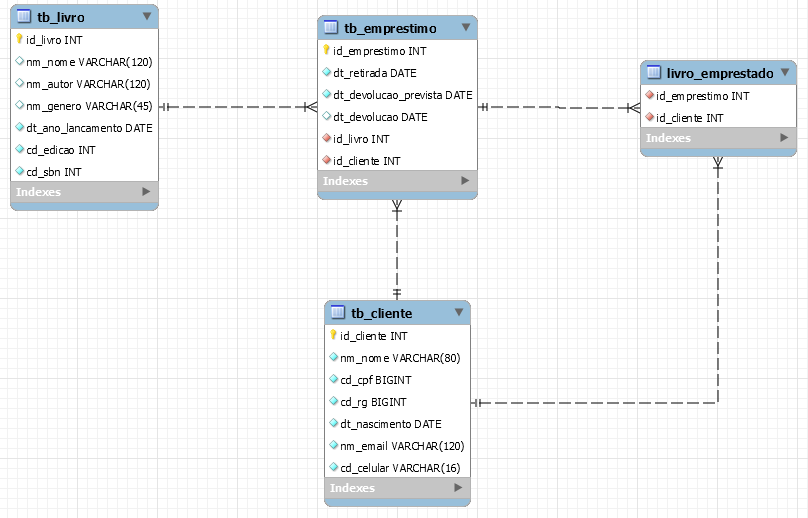 tb_livro
id_livro INT
nm_nome VARCHAR(120)
nm_autor VARCHAR(120)
nm_genero VARCHAR(45)
dt_ano_lancamento DATE
cd_edicao INT
cd_sbn INT
Indexes
tb_emprestimo
id_emprestimo INT
dt_retirada DATE
dt_devolucao_prevista DATE
dt_devolucao DATE
id_livro INT
id_cliente INT
Indexes
livro_emprestado
id_emprestimo INT
id_cliente INT
Indexes
tb_cliente
id_cliente INT
nm_nome VARCHAR(80)
cd_cpf BIGINT
cd_rg BIGINT
dt_nascimento DATE
nm_email VARCHAR(120)
cd_celular VARCHAR(16)
Indexes